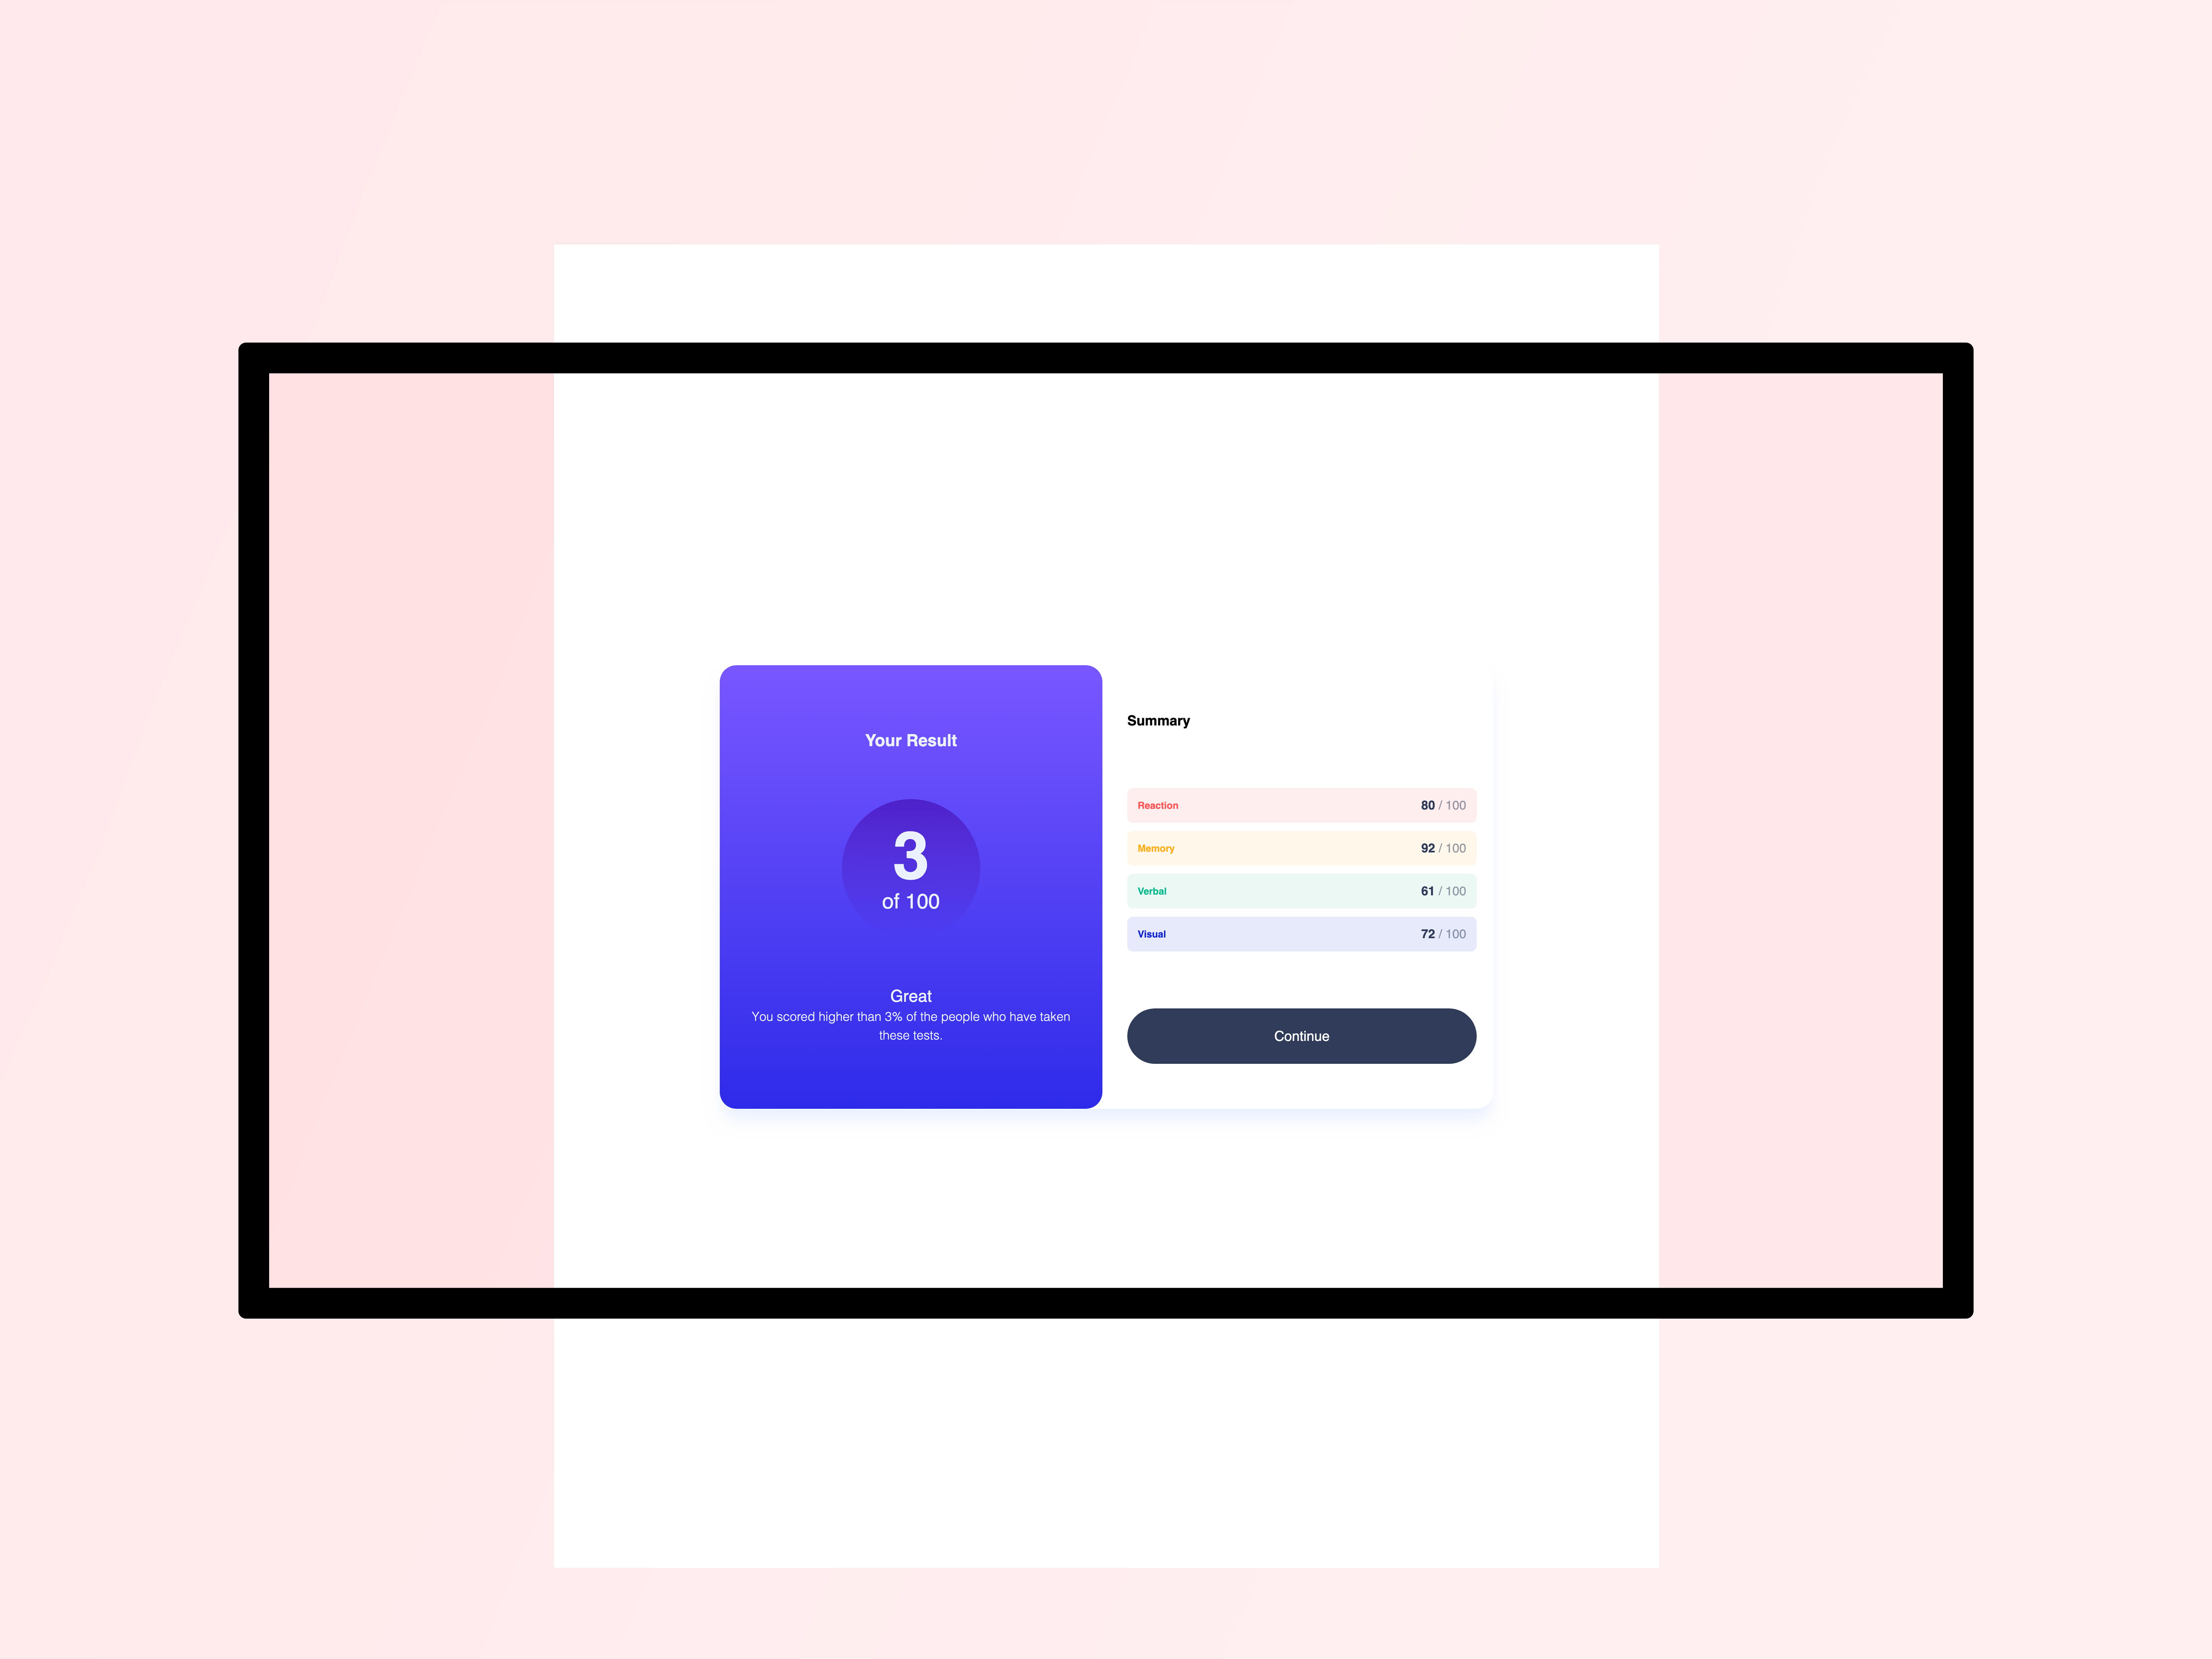 Your Result
3
of 100
Great
You scored higher than 3% of the people who have taken
these tests.
Summary
Reaction 80 / 100
Memory 92 / 100
Verbal 61 / 100
Visual 72 / 100
Continue